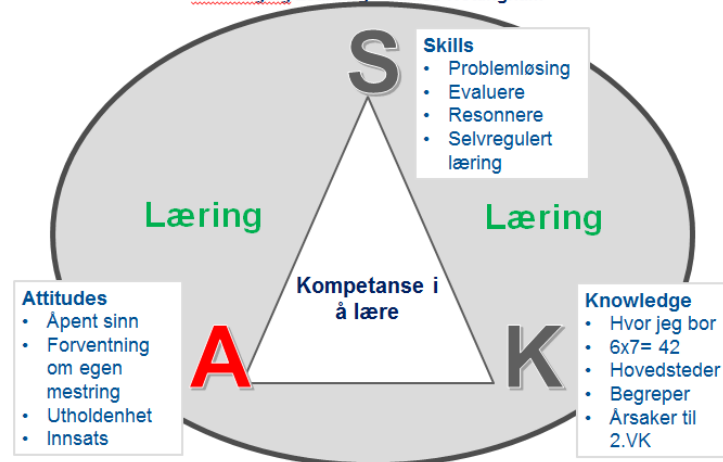 S
Skills
• Problemløsing
• Evaluere
• Resonnere
• Selvregulert
læring
Læring
Læring
Kompetanse i
å lære
Attitudes
• Åpent sinn
• Forventning
om egen
mestring
• Utholdenhet
• Innsats
A
K
Knowledge
• Hvor jeg bor
• 6x7= 42
• Hovedsteder
• Begreper
• Årsaker til
2.VK